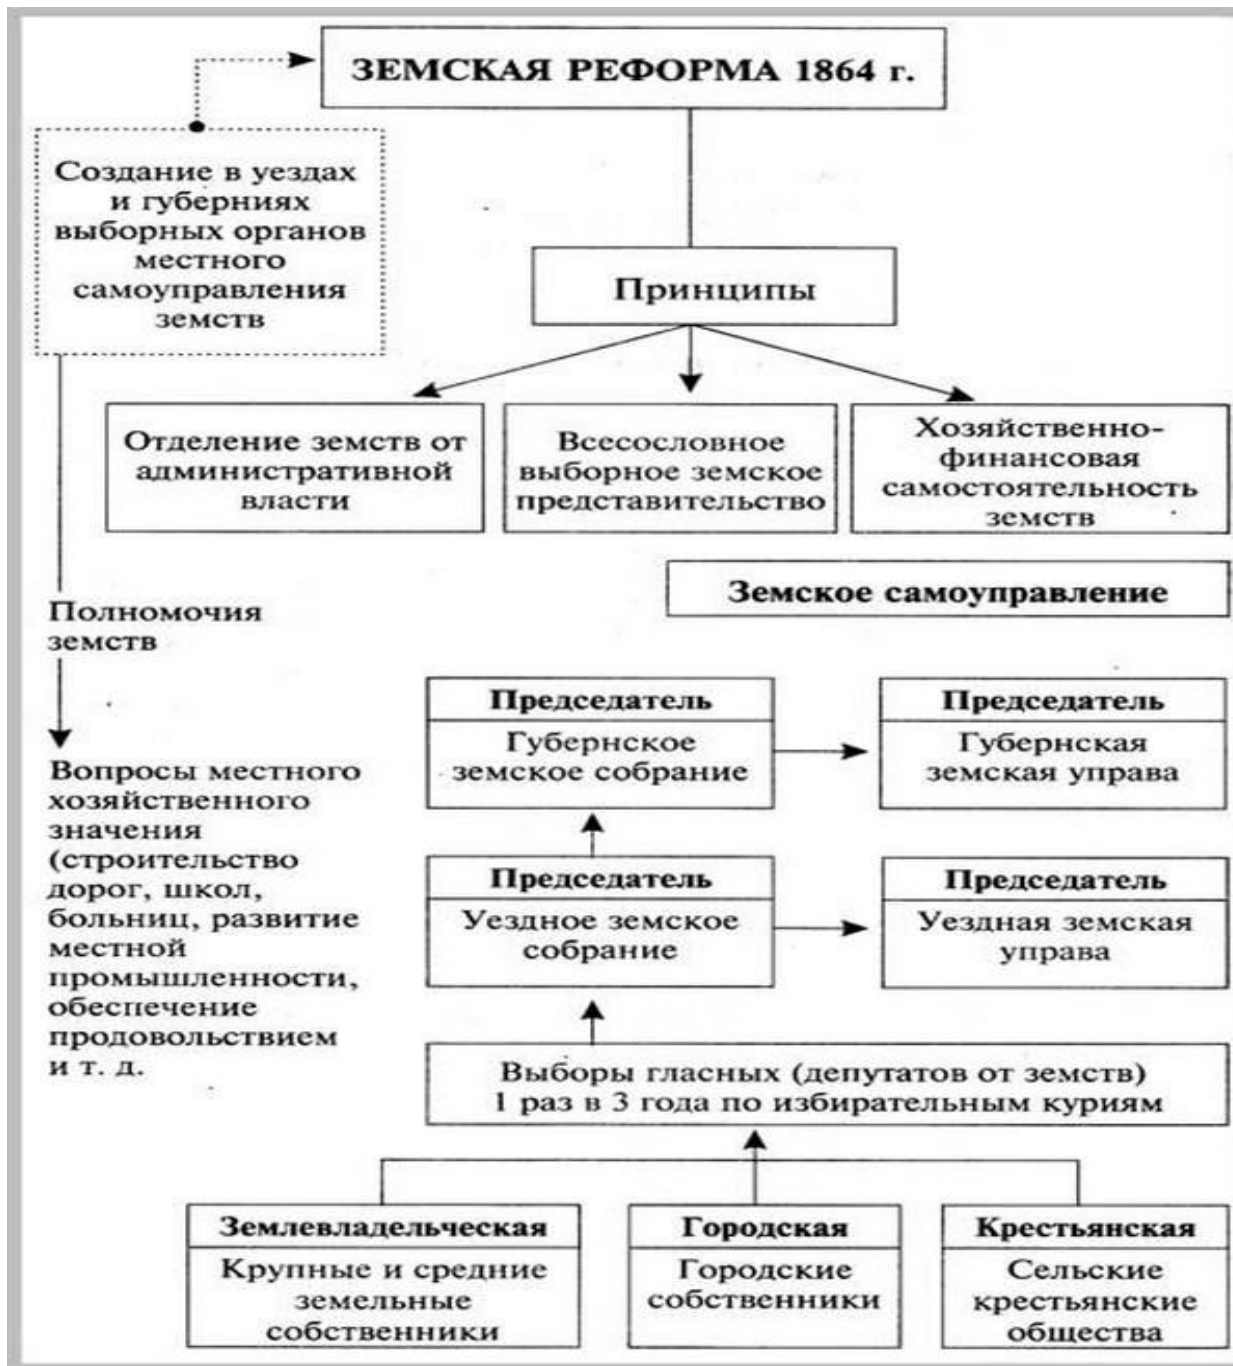 ЗЕМСКАЯ РЕФОРМА 1864 г.
Создание в уездах
и губерниях
выборных органов
местного
самоуправления
земств
Принципы
Отделение земств от
административной
власти
Всесословное
выборное земское
представительство
Хозяйственно-
финансовая
самостоятельность
земств
Земское самоуправление
Полномочия
земств
Вопросы местного
хозяйственного
значения
(строительство
дорог, школ,
больниц, развитие
местной
промышленности,
обеспечение
продовольствием
и т. д.
Председатель
Губернское
земское собрание
Председатель
Губернская
земская управа
Председатель
Уездное земское
собрание
Председатель
Уездная земская
управа
Выборы гласных (депутатов от земств)
1 раз в 3 года по избирательным куриям
Землевладельческая
Крупные и средние
земельные
собственники
Городская
Городские
собственники
Крестьянская
Сельские
крестьянские
общества